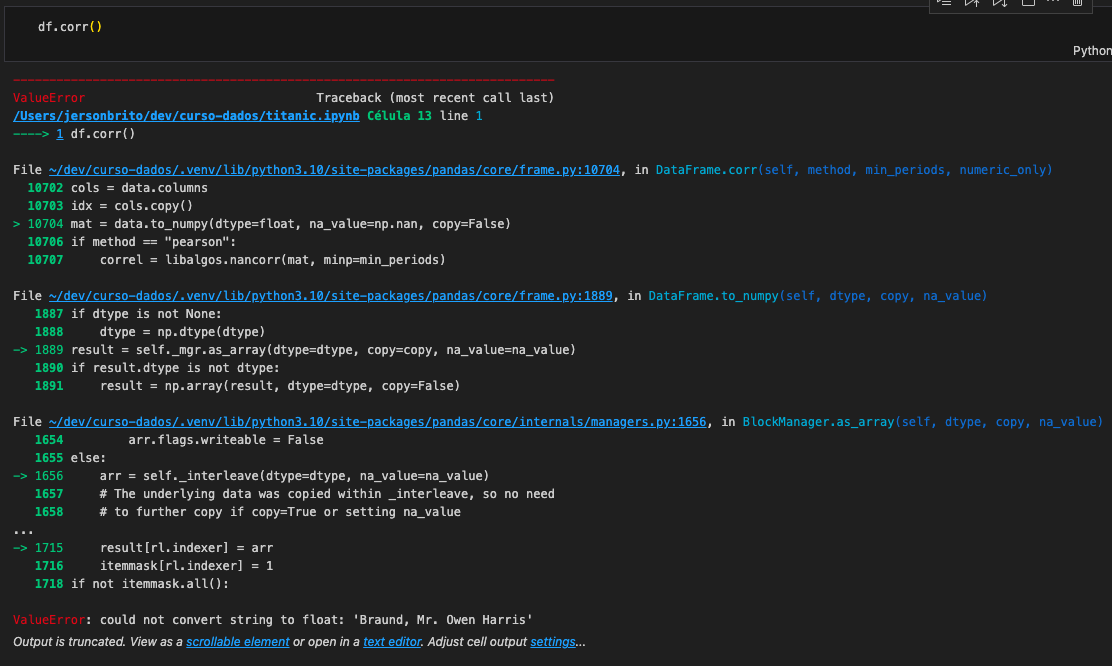 df.corr()
Python
---------------------------------------------------------------------------
ValueError                                Traceback (most recent call last)
/Users/jersonbrito/dev/curso-dados/titanic.ipynb Célula 13 line 1
----> 1 df.corr()
File ~/dev/curso-dados/.venv/lib/python3.10/site-packages/pandas/core/frame.py:10704, in DataFrame.corr(self, method, min_periods, numeric_only)
  10702 cols = data.columns
  10703 idx = cols.copy()
> 10704 mat = data.to_numpy(dtype=float, na_value=np.nan, copy=False)
  10706 if method == "pearson":
  10707     correl = libalgos.nancorr(mat, minp=min_periods)
File ~/dev/curso-dados/.venv/lib/python3.10/site-packages/pandas/core/frame.py:1889, in DataFrame.to_numpy(self, dtype, copy, na_value)
   1887 if dtype is not None:
   1888     dtype = np.dtype(dtype)
-> 1889 result = self._mgr.as_array(dtype=dtype, copy=copy, na_value=na_value)
   1890 if result.dtype is not dtype:
   1891     result = np.array(result, dtype=dtype, copy=False)
File ~/dev/curso-dados/.venv/lib/python3.10/site-packages/pandas/core/internals/managers.py:1656, in BlockManager.as_array(self, dtype, copy, na_value)
   1654         arr.flags.writeable = False
   1655 else:
-> 1656     arr = self._interleave(dtype=dtype, na_value=na_value)
   1657     # The underlying data was copied within _interleave, so no need
   1658     # to further copy if copy=True or setting na_value
...
-> 1715     result[rl.indexer] = arr
   1716     itemmask[rl.indexer] = 1
   1718 if not itemmask.all():
ValueError: could not convert string to float: 'Braund, Mr. Owen Harris'
Output is truncated. View as a scrollable element or open in a text editor. Adjust cell output settings...